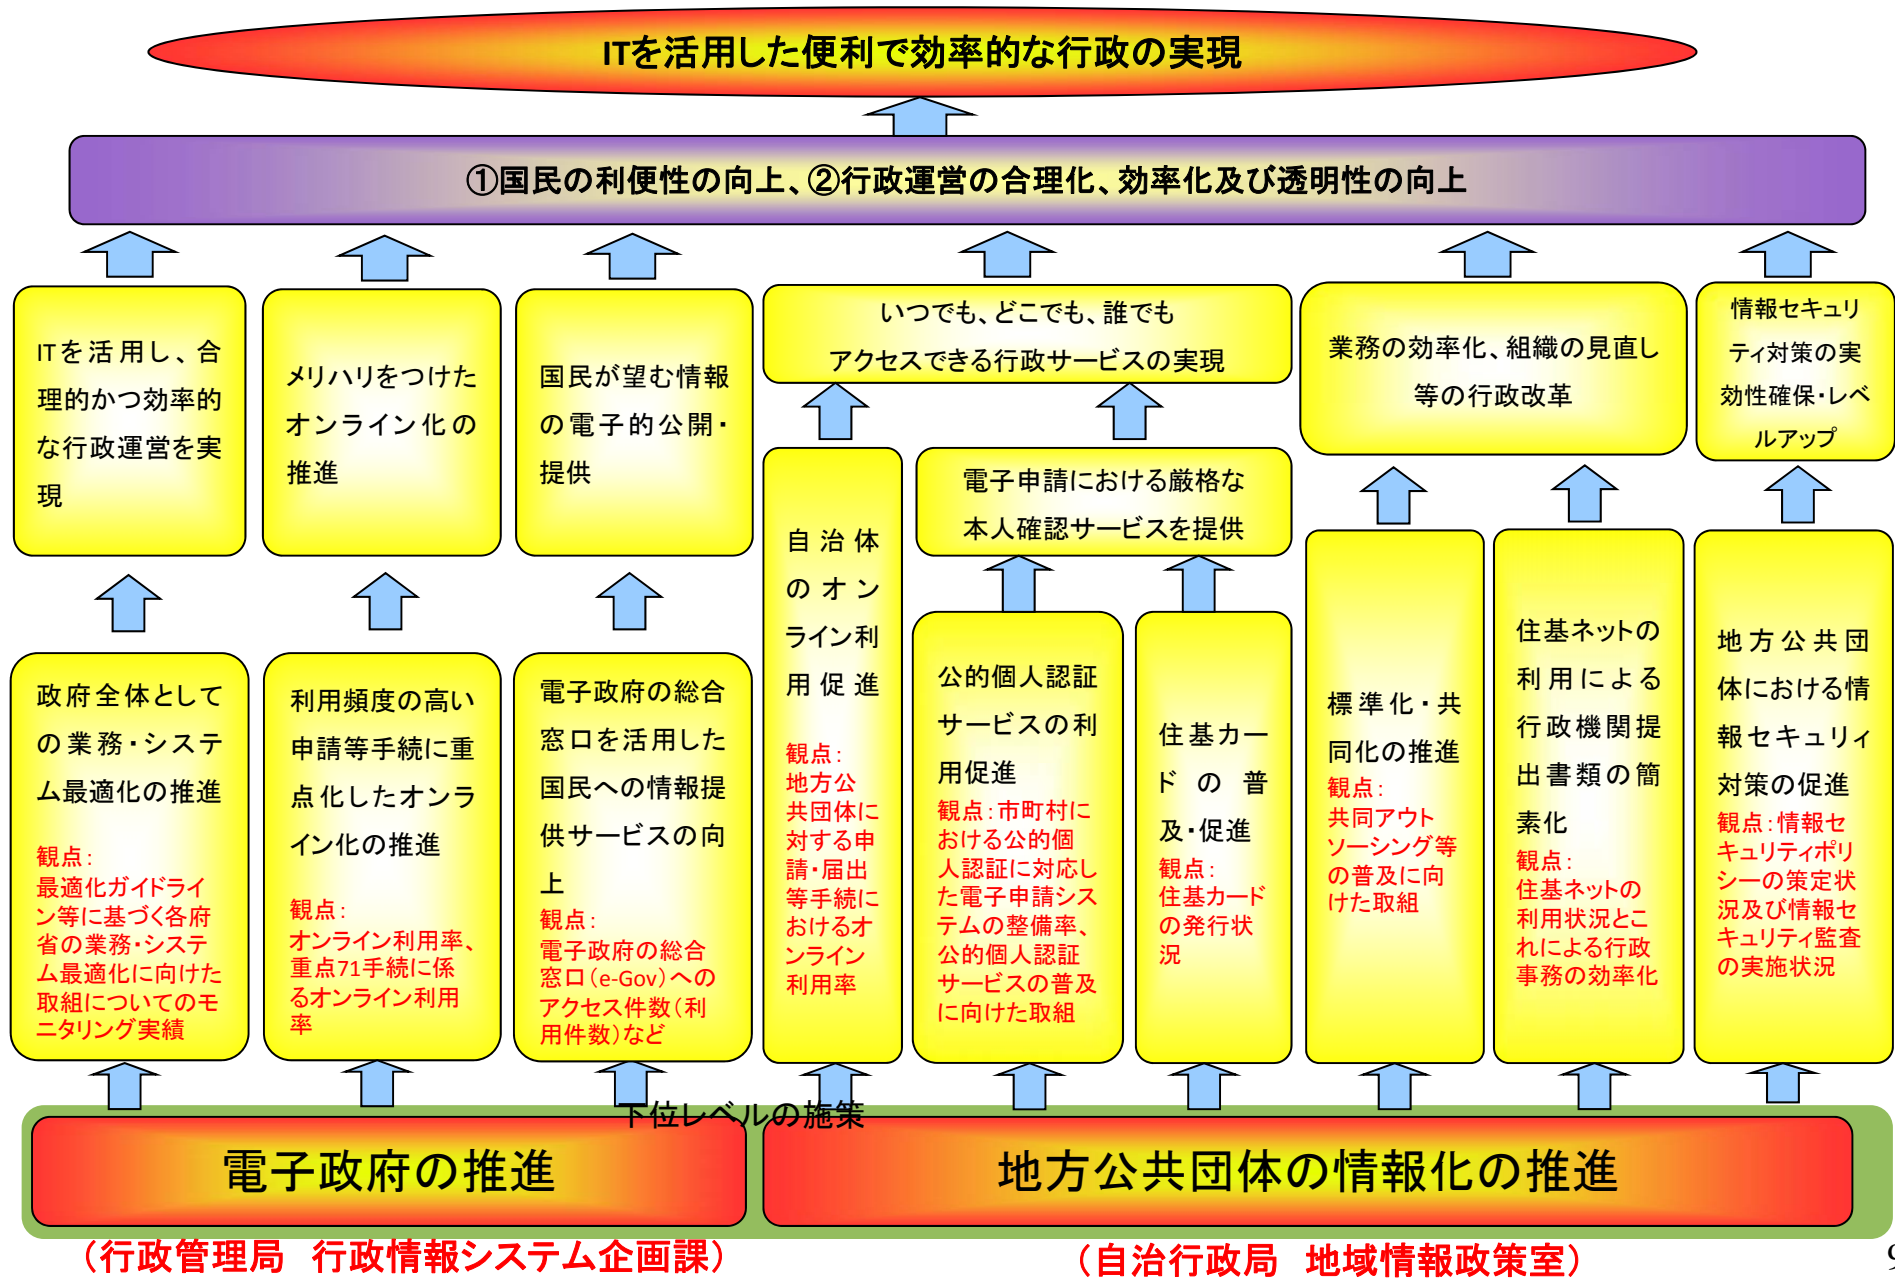 ITを活用した便利で効率的な行政の実現
①国民の利便性の向上、②行政運営の合理化、効率化及び透明性の向上
ITを活用し、合
理的かつ効率的
な行政運営を実
現
メリハリをつけた
オンライン化の
推進
国民が望む情報
の電子的公開・
提供
いつでも、どこでも、誰でも
アクセスできる行政サービスの実現
業務の効率化、組織の見直し
等の行政改革
情報セキュリ
ティ対策の実
効性確保・レベ
ルアップ
電子申請における厳格な
本人確認サービスを提供
政府全体として
の業務・システ
ム最適化の推進
観点：
最適化ガイドライ
ン等に基づく各府
省の業務・システ
ム最適化に向けた
取組についてのモ
ニタリング実績
利用頻度の高い
申請等手続に重
点化したオンラ
イン化の推進
観点：
オンライン利用率、
重点71手続に係
るオンライン利用
率
電子政府の総合
窓口を活用した
国民への情報提
供サービスの向
上
観点：
電子政府の総合
窓口（e-Gov）への
アクセス件数（利
用件数）など
自治体
のオン
ライン利
用促進
観点：
地方公
共団体に
対する申
請・届出
等手続に
おけるオ
ンライン
利用率
公的個人認証
サービスの利
用促進
観点：市町村に
おける公的個
人認証に対応し
た電子申請シス
テムの整備率、
公的個人認証
サービスの普及
に向けた取組
住基カー
ドの普
及・促進
観点：
住基カード
の発行状
況
標準化・共
同化の推進
観点：
共同アウト
ソーシング等
の普及に向
けた取組
住基ネットの
利用による
行政機関提
出書類の簡
素化
観点：
住基ネットの
利用状況とこ
れによる行政
事務の効率化
地方公共団
体における情
報セキュリィ
対策の促進
観点：情報セ
キュリティポリ
シーの策定状
況及び情報セ
キュリティ監査
の実施状況
下位レベルの施策
電子政府の推進
地方公共団体の情報化の推進
（行政管理局　行政情報システム企画課）
（自治行政局　地域情報政策室）